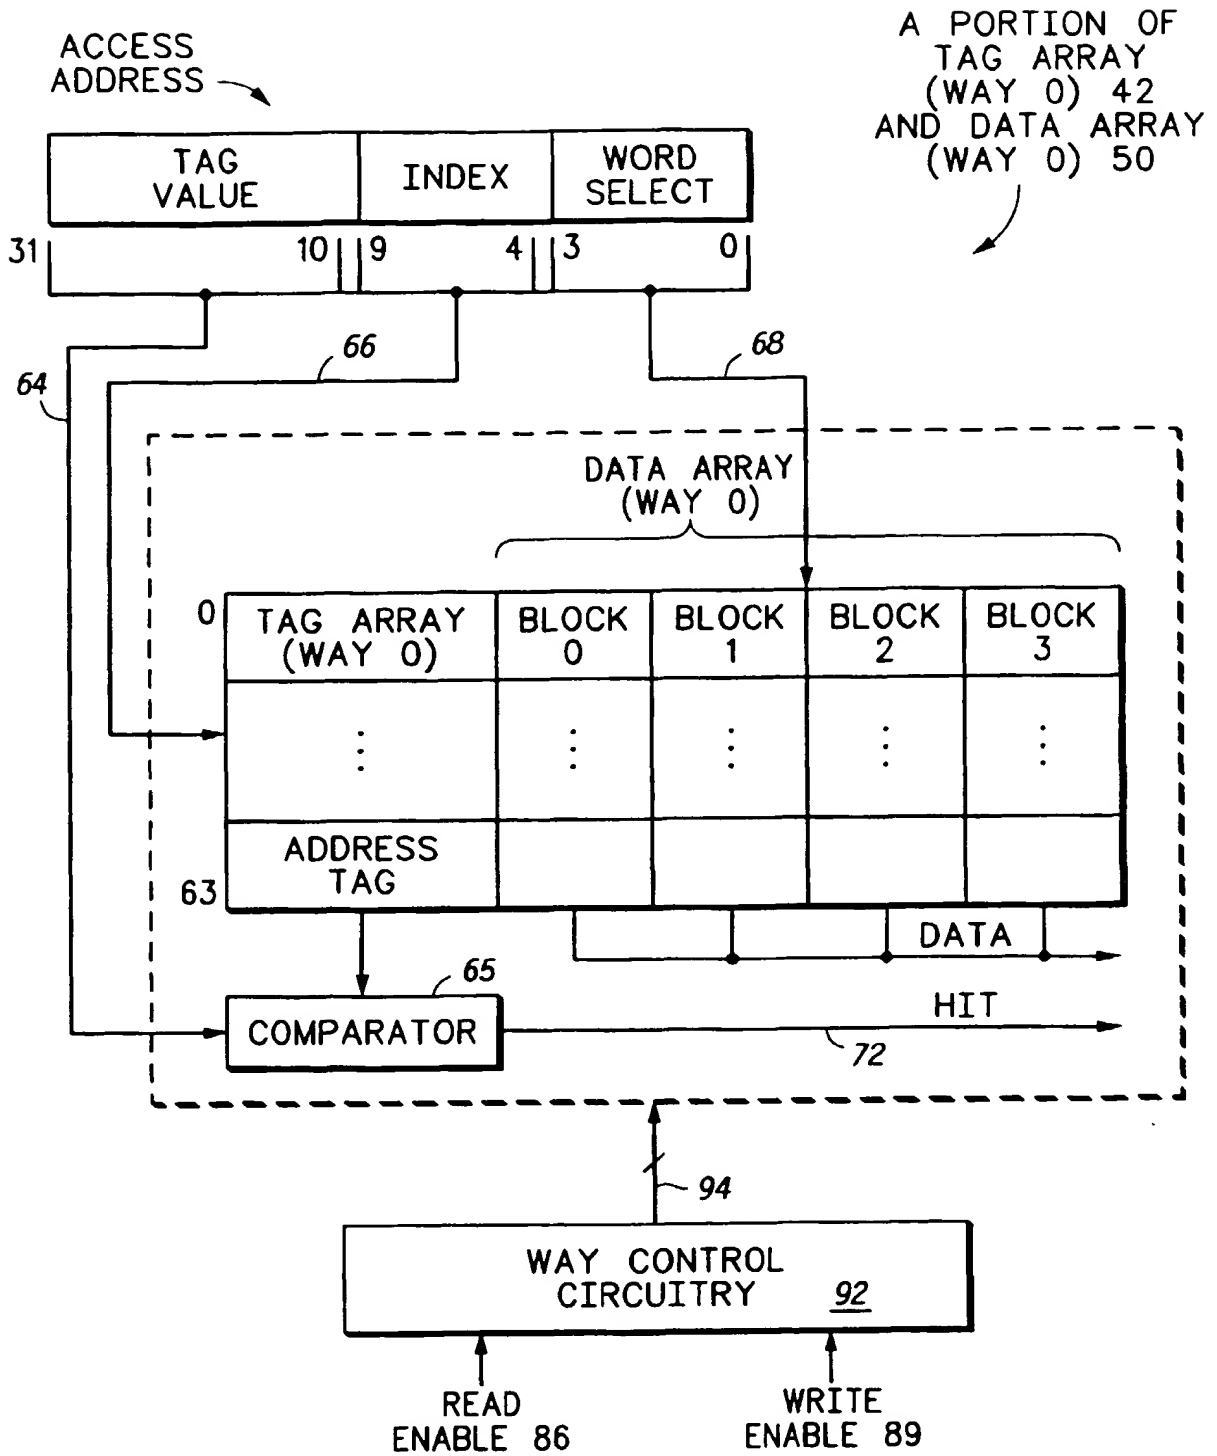 A PORTION OF
TAG ARRAY
(WAY 0) 42
AND DATA ARRAY
(WAY 0) 50
ACCESS
ADDRESS
TAG
VALUE
INDEX
WORD
SELECT
31
10
9
4
3
0
64
66
68
DATA ARRAY
(WAY 0)
0
TAG ARRAY
(WAY 0)
BLOCK
0
BLOCK
1
BLOCK
2
BLOCK
3
63
ADDRESS
TAG
DATA
65
COMPARATOR
HIT
72
94
WAY CONTROL
CIRCUITRY
92
READ
ENABLE 86
WRITE
ENABLE 89